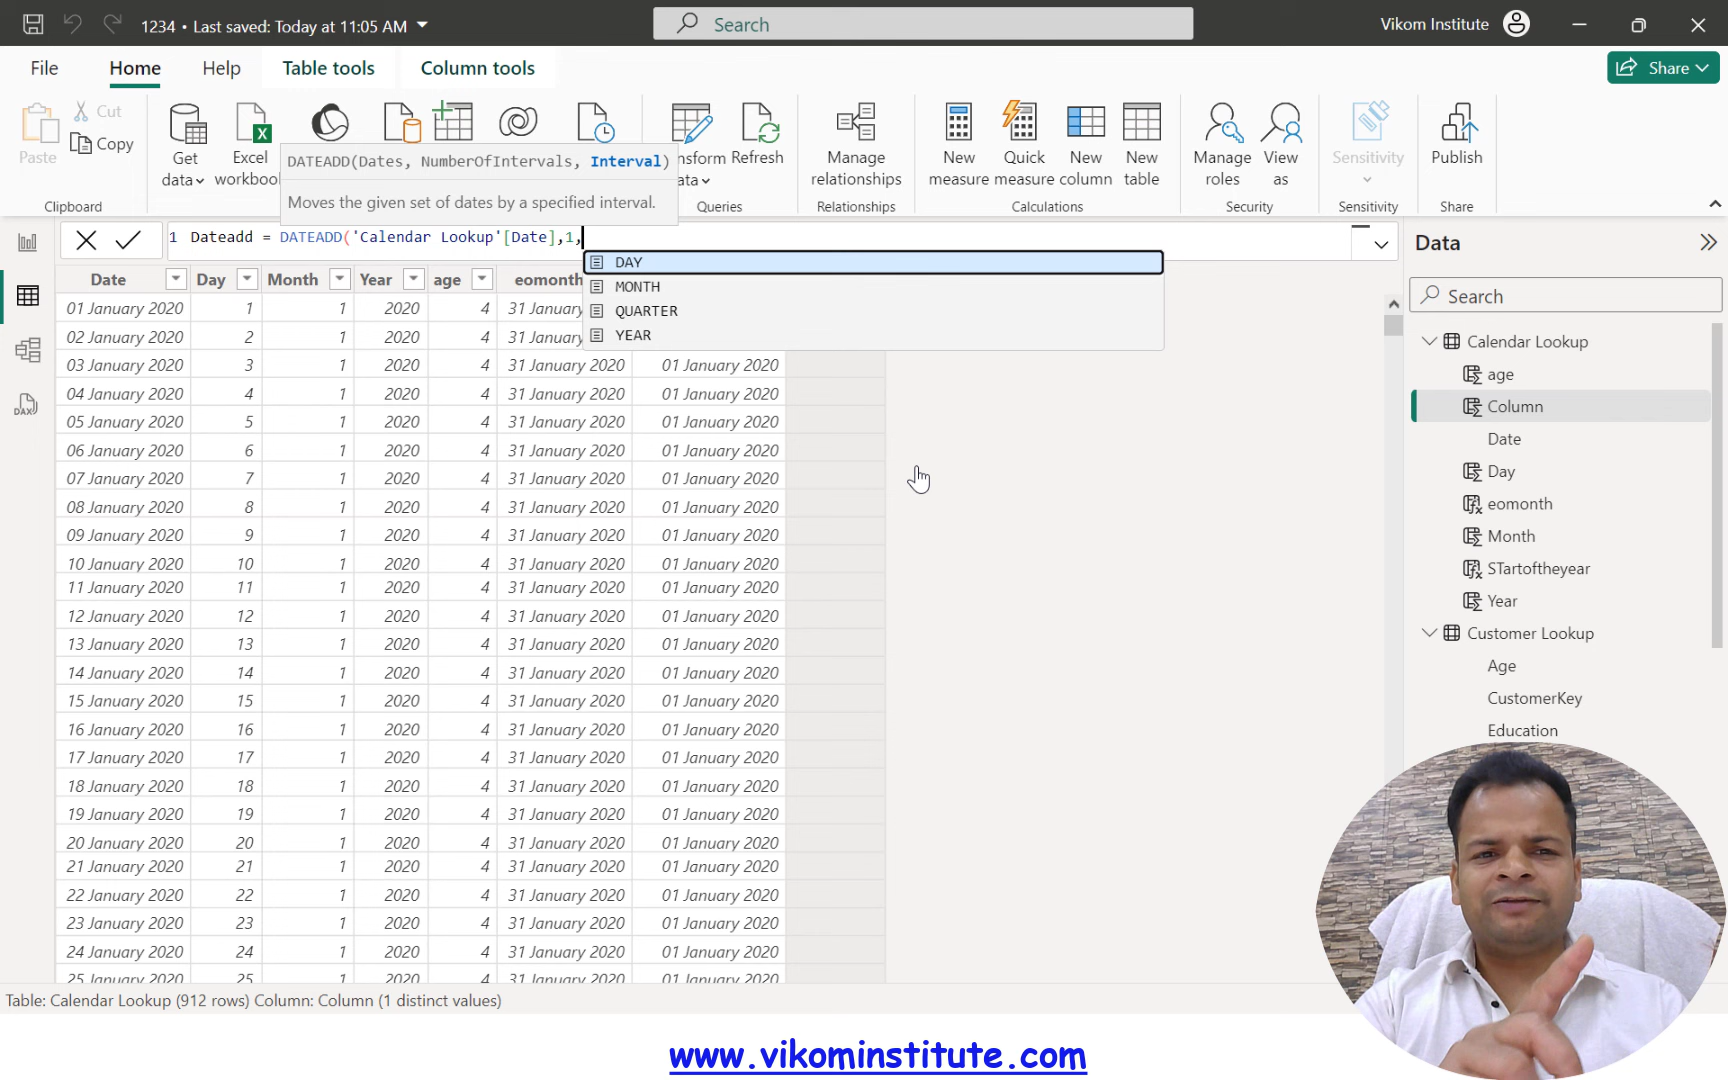 1234 • Last saved: Today at 11:05 AM
Search
Vikom Institute
File Home Help Table tools Column tools
Share
Paste
Cut
Copy
Clipboard
Get data
Excel workboo
DATEADD(Dates, NumberOfIntervals, Interval)
Moves the given set of dates by a specified interval.
nsform ata
Refresh
Queries
Manage relationships
Relationships
New measure
Quick measure
New column
New table
Calculations
Manage roles
View as
Security
Sensitivity
Sensitivity
Publish
Share
1 Dateadd = DATEADD('Calendar Lookup'[Date],1,
DAY
MONTH
QUARTER
YEAR
Date Day Month Year age eomonth
01 January 2020 1 1 2020 4 31 January
02 January 2020 2 1 2020 4 31 January
03 January 2020 3 1 2020 4 31 January 2020 01 January 2020
04 January 2020 4 1 2020 4 31 January 2020 01 January 2020
05 January 2020 5 1 2020 4 31 January 2020 01 January 2020
06 January 2020 6 1 2020 4 31 January 2020 01 January 2020
07 January 2020 7 1 2020 4 31 January 2020 01 January 2020
08 January 2020 8 1 2020 4 31 January 2020 01 January 2020
09 January 2020 9 1 2020 4 31 January 2020 01 January 2020
10 January 2020 10 1 2020 4 31 January 2020 01 January 2020
11 January 2020 11 1 2020 4 31 January 2020 01 January 2020
12 January 2020 12 1 2020 4 31 January 2020 01 January 2020
13 January 2020 13 1 2020 4 31 January 2020 01 January 2020
14 January 2020 14 1 2020 4 31 January 2020 01 January 2020
15 January 2020 15 1 2020 4 31 January 2020 01 January 2020
16 January 2020 16 1 2020 4 31 January 2020 01 January 2020
17 January 2020 17 1 2020 4 31 January 2020 01 January 2020
18 January 2020 18 1 2020 4 31 January 2020 01 January 2020
19 January 2020 19 1 2020 4 31 January 2020 01 January 2020
20 January 2020 20 1 2020 4 31 January 2020 01 January 2020
21 January 2020 21 1 2020 4 31 January 2020 01 January 2020
22 January 2020 22 1 2020 4 31 January 2020 01 January 2020
23 January 2020 23 1 2020 4 31 January 2020 01 January 2020
24 January 2020 24 1 2020 4 31 January 2020 01 January 2020
25 January 2020 25 1 2020 4 31 January 2020 01 January 2020
Table: Calendar Lookup (912 rows) Column: Column (1 distinct values)
DAX
Data
Search
Calendar Lookup
age
Column
Date
Day
eomonth
Month
STartoftheyear
Year
Customer Lookup
Age
CustomerKey
Education
www.vikominstitute.com